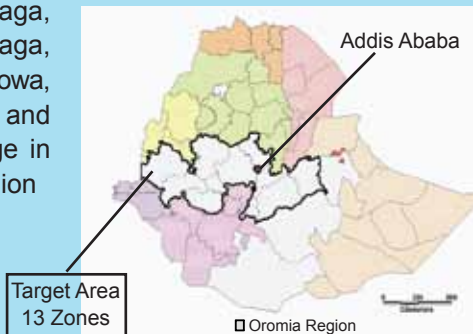 aga,
aga,
owa,
and
ge in
ion
Addis Ababa
Target Area
13 Zones
Oromia Region